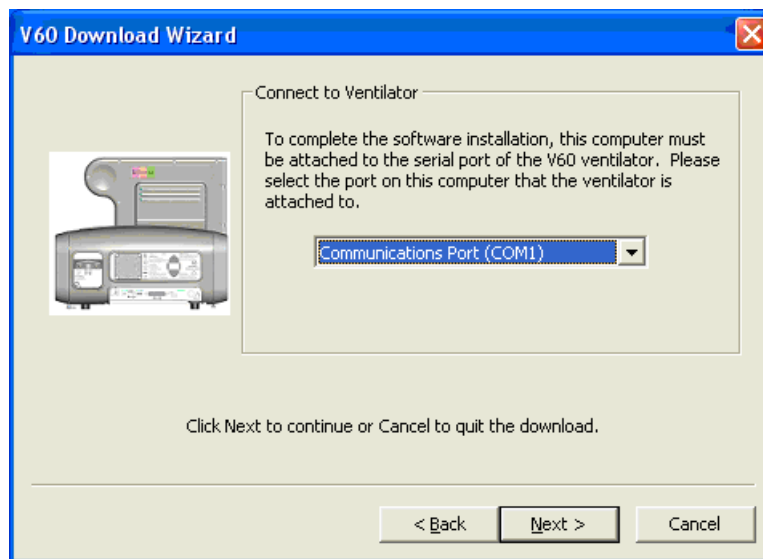 V60 Download Wizard
Connect to Ventilator
To complete the software installation, this computer must
be attached to the serial port of the V60 ventilator.  Please
select the port on this computer that the ventilator is
attached to.
Communications Port (COM1)
Click Next to continue or Cancel to quit the download.
< Back
Next >
Cancel